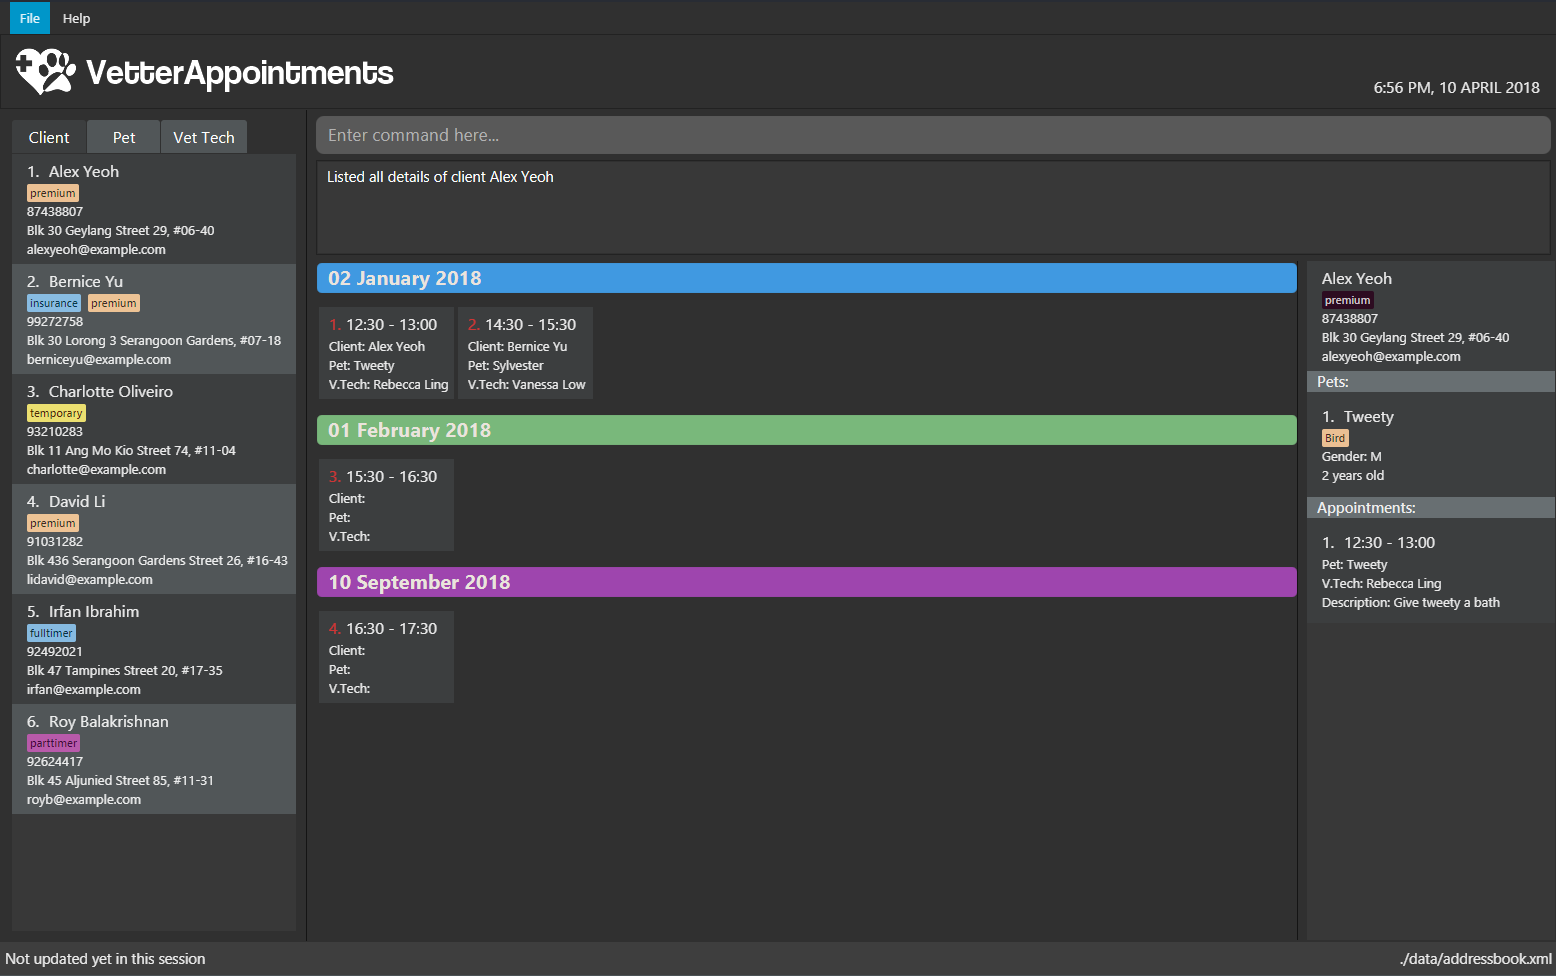 File Help
VetterAppointments
6:56 PM, 10 APRIL 2018
Client Pet Vet Tech
1. Alex Yeoh
premium
87438807
Blk 30 Geylang Street 29, #06-40
alexyeoh@example.com
2. Bernice Yu
insurance premium
99272758
Blk 30 Lorong 3 Serangoon Gardens, #07-18
berniceyu@example.com
3. Charlotte Oliveiro
temporary
93210283
Blk 11 Ang Mo Kio Street 74, #11-04
charlotte@example.com
4. David Li
premium
91031282
Blk 436 Serangoon Gardens Street 26, #16-43
lidavid@example.com
5. Irfan Ibrahim
fulltimer
92492021
Blk 47 Tampines Street 20, #17-35
irfan@example.com
6. Roy Balakrishnan
parttimer
92624417
Blk 45 Aljunied Street 85, #11-31
royb@example.com
Enter command here...
Listed all details of client Alex Yeoh
02 January 2018
1. 12:30 - 13:00
Client: Alex Yeoh
Pet: Tweety
V.Tech: Rebecca Ling
2. 14:30 - 15:30
Client: Bernice Yu
Pet: Sylvester
V.Tech: Vanessa Low
01 February 2018
3. 15:30 - 16:30
Client:
Pet:
V.Tech:
10 September 2018
4. 16:30 - 17:30
Client:
Pet:
V.Tech:
Alex Yeoh
premium
87438807
Blk 30 Geylang Street 29, #06-40
alexyeoh@example.com
Pets:
1. Tweety
Bird
Gender: M
2 years old
Appointments:
1. 12:30 - 13:00
Pet: Tweety
V.Tech: Rebecca Ling
Description: Give tweety a bath
Not updated yet in this session
./data/addressbook.xml